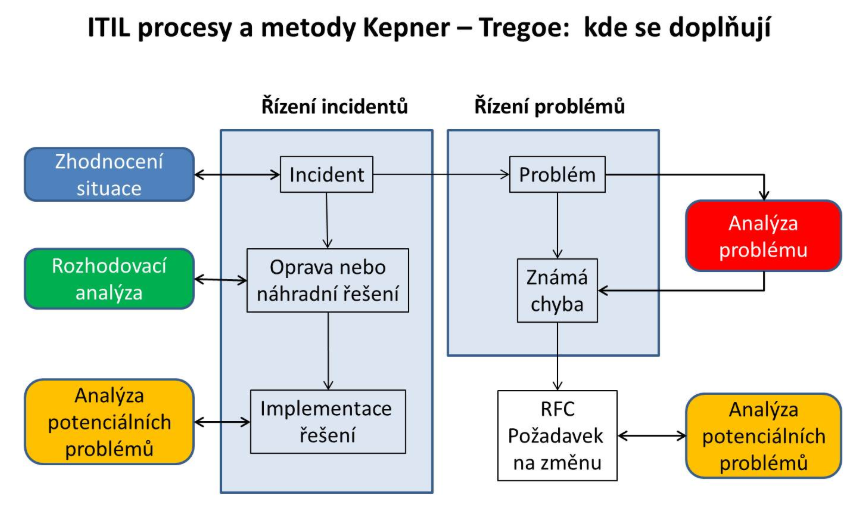 ITIL procesy a metody Kepner – Tregoe:  kde se doplňují
Řízení incidentů
Řízení problémů
Zhodnocení
situace
Incident
Problém
Analýza
problému
Rozhodovací
analýza
Oprava nebo
náhradní řešení
Známá
chyba
Analýza
potenciálních
problémů
Implementace
řešení
RFC
Požadavek
na změnu
Analýza
potenciálních
problémů